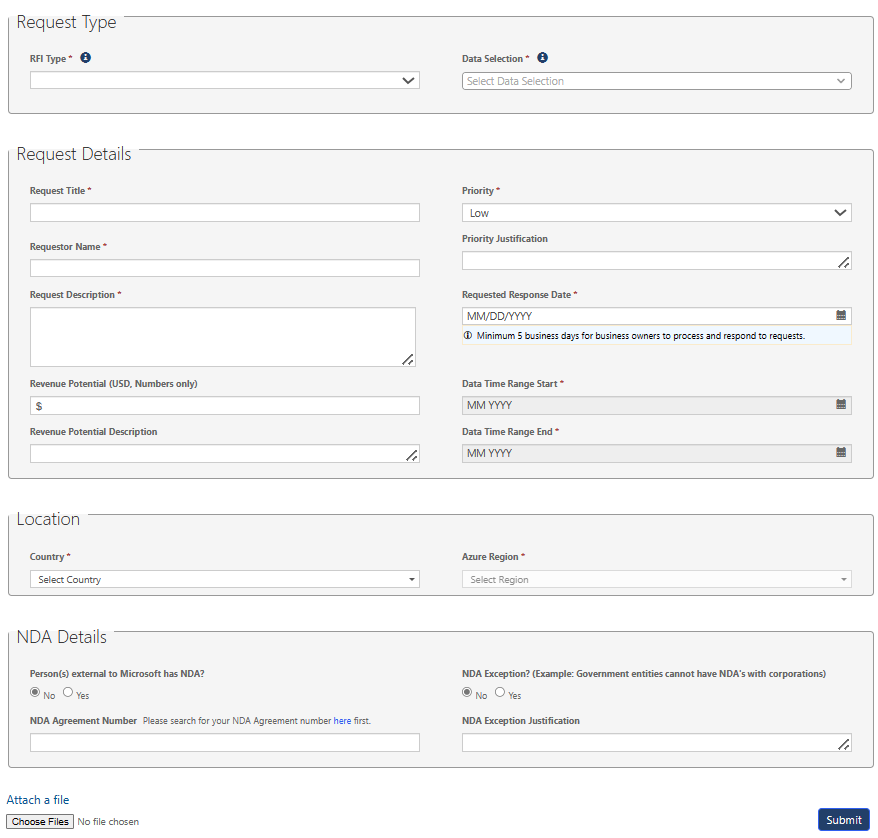 Request Type
RFI Type *
Data Selection *
Select Data Selection
Request Details
Request Title *
Priority *
Low
Requestor Name *
Priority Justification
Request Description *
Requested Response Date *
MM/DD/YYYY
Minimum 5 business days for business owners to process and respond to requests.
Revenue Potential (USD, Numbers only)
$
Data Time Range Start *
MM YYYY
Revenue Potential Description
Data Time Range End *
MM YYYY
Location
Country *
Select Country
Azure Region *
Select Region
NDA Details
Person(s) external to Microsoft has NDA?
No Yes
NDA Exception? (Example: Government entities cannot have NDA's with corporations)
No Yes
NDA Agreement Number Please search for your NDA Agreement number here first.
NDA Exception Justification
Attach a file
Choose Files No file chosen
Submit